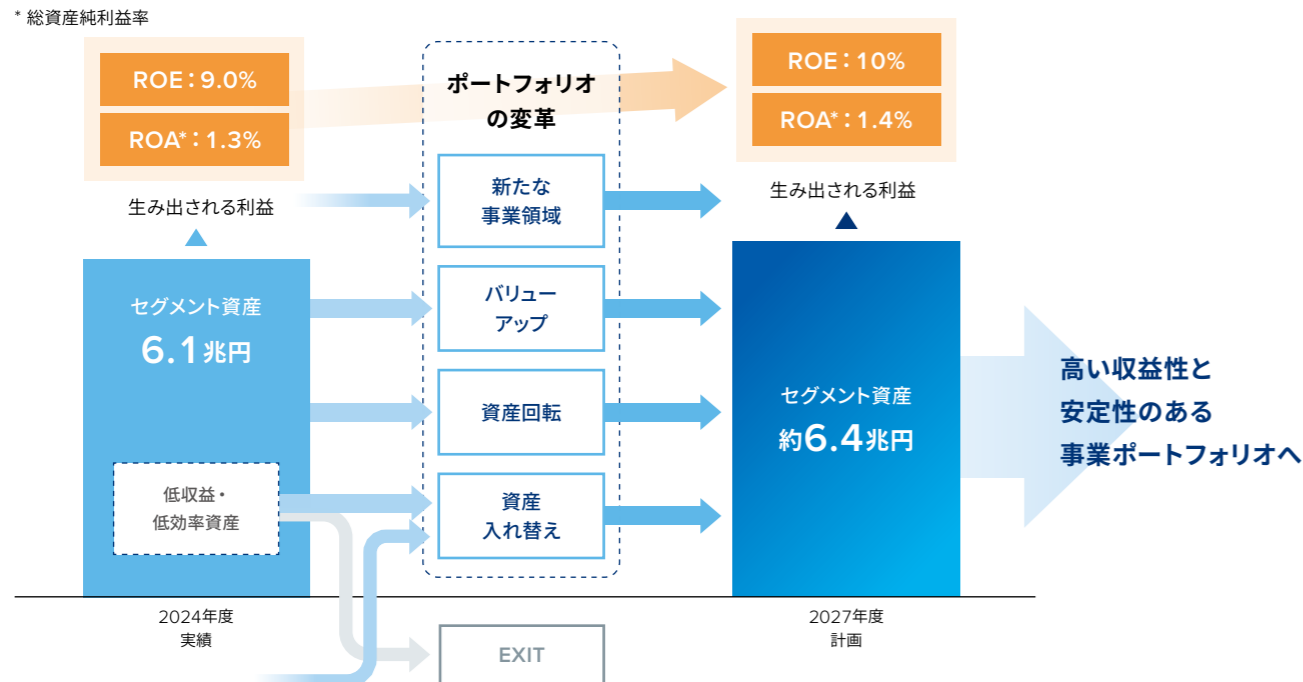 * 総資産純利益率
ROE：9.0%
ROA*：1.3%
生み出される利益
セグメント資産
6.1兆円
低収益・
低効率資産
2024年度
実績
ポートフォリオ
の変革
新たな
事業領域
バリュー
アップ
資産回転
資産
入れ替え
EXIT
ROE：10%
ROA*：1.4%
生み出される利益
セグメント資産
約6.4兆円
2027年度
計画
高い収益性と
安定性のある
事業ポートフォリオへ